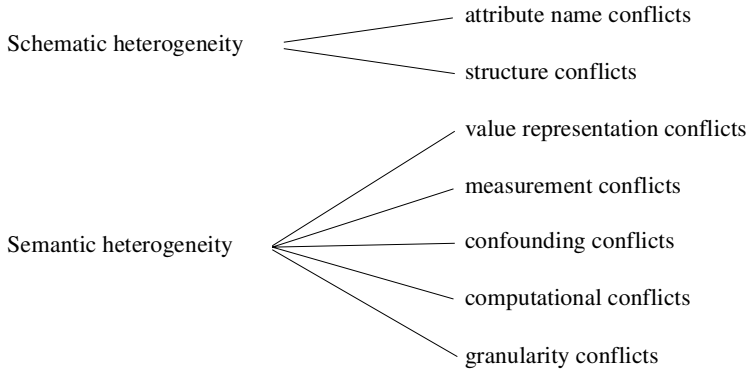 attribute name conflicts
Schematic heterogeneity
structure conflicts
value representation conflicts
measurement conflicts
Semantic heterogeneity
confounding conflicts
computational conflicts
granularity conflicts